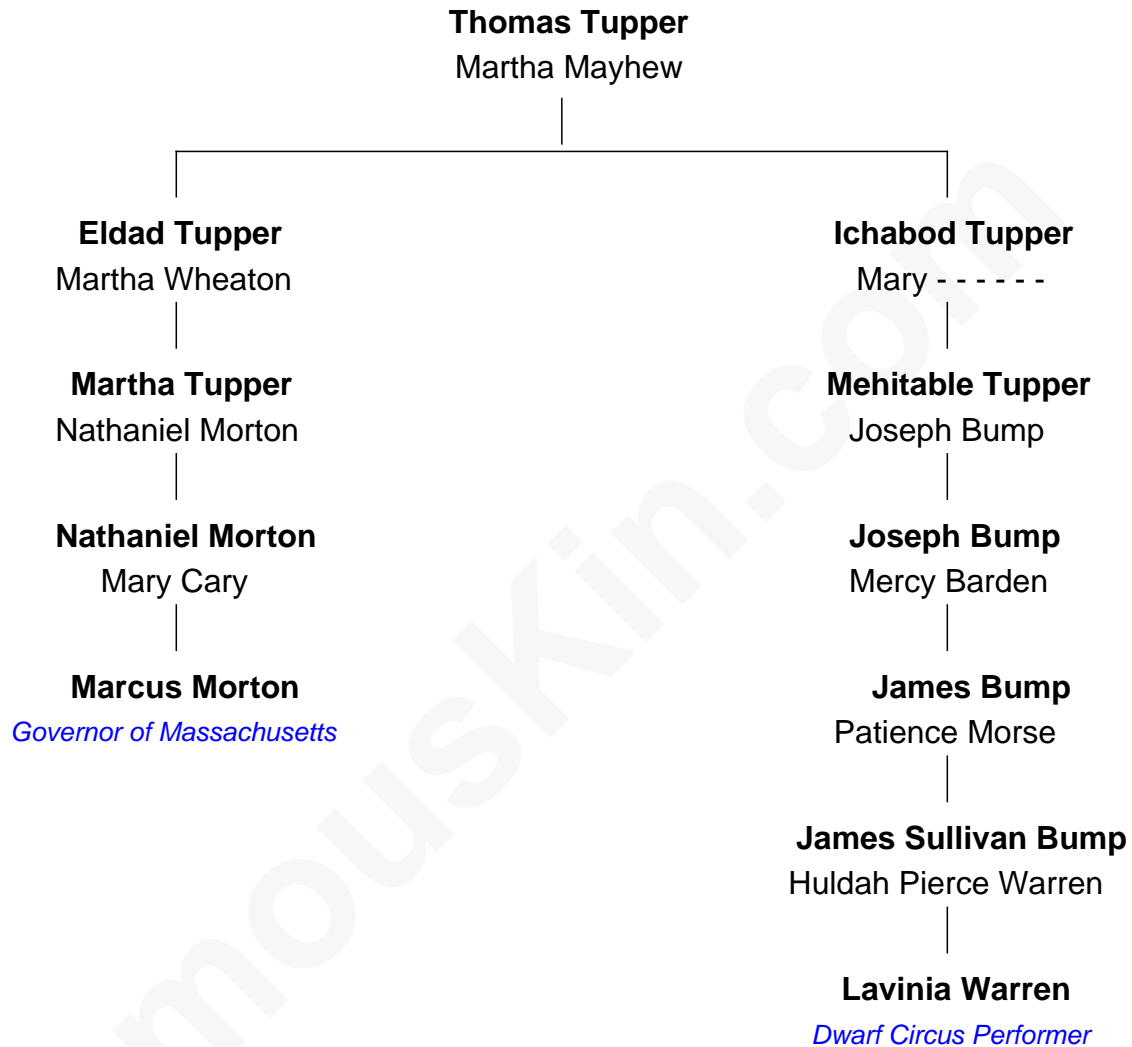 Thomas Tupper
Martha Mayhew
Eldad Tupper
Martha Wheaton
Martha Tupper
Nathaniel Morton
Nathaniel Morton
Mary Cary
Marcus Morton
Governor of Massachusetts
Ichabod Tupper
Mary - - - - - -
Mehitable Tupper
Joseph Bump
Joseph Bump
Mercy Barden
James Bump
Patience Morse
James Sullivan Bump
Huldah Pierce Warren
Lavinia Warren
Dwarf Circus Performer
mouskin.com